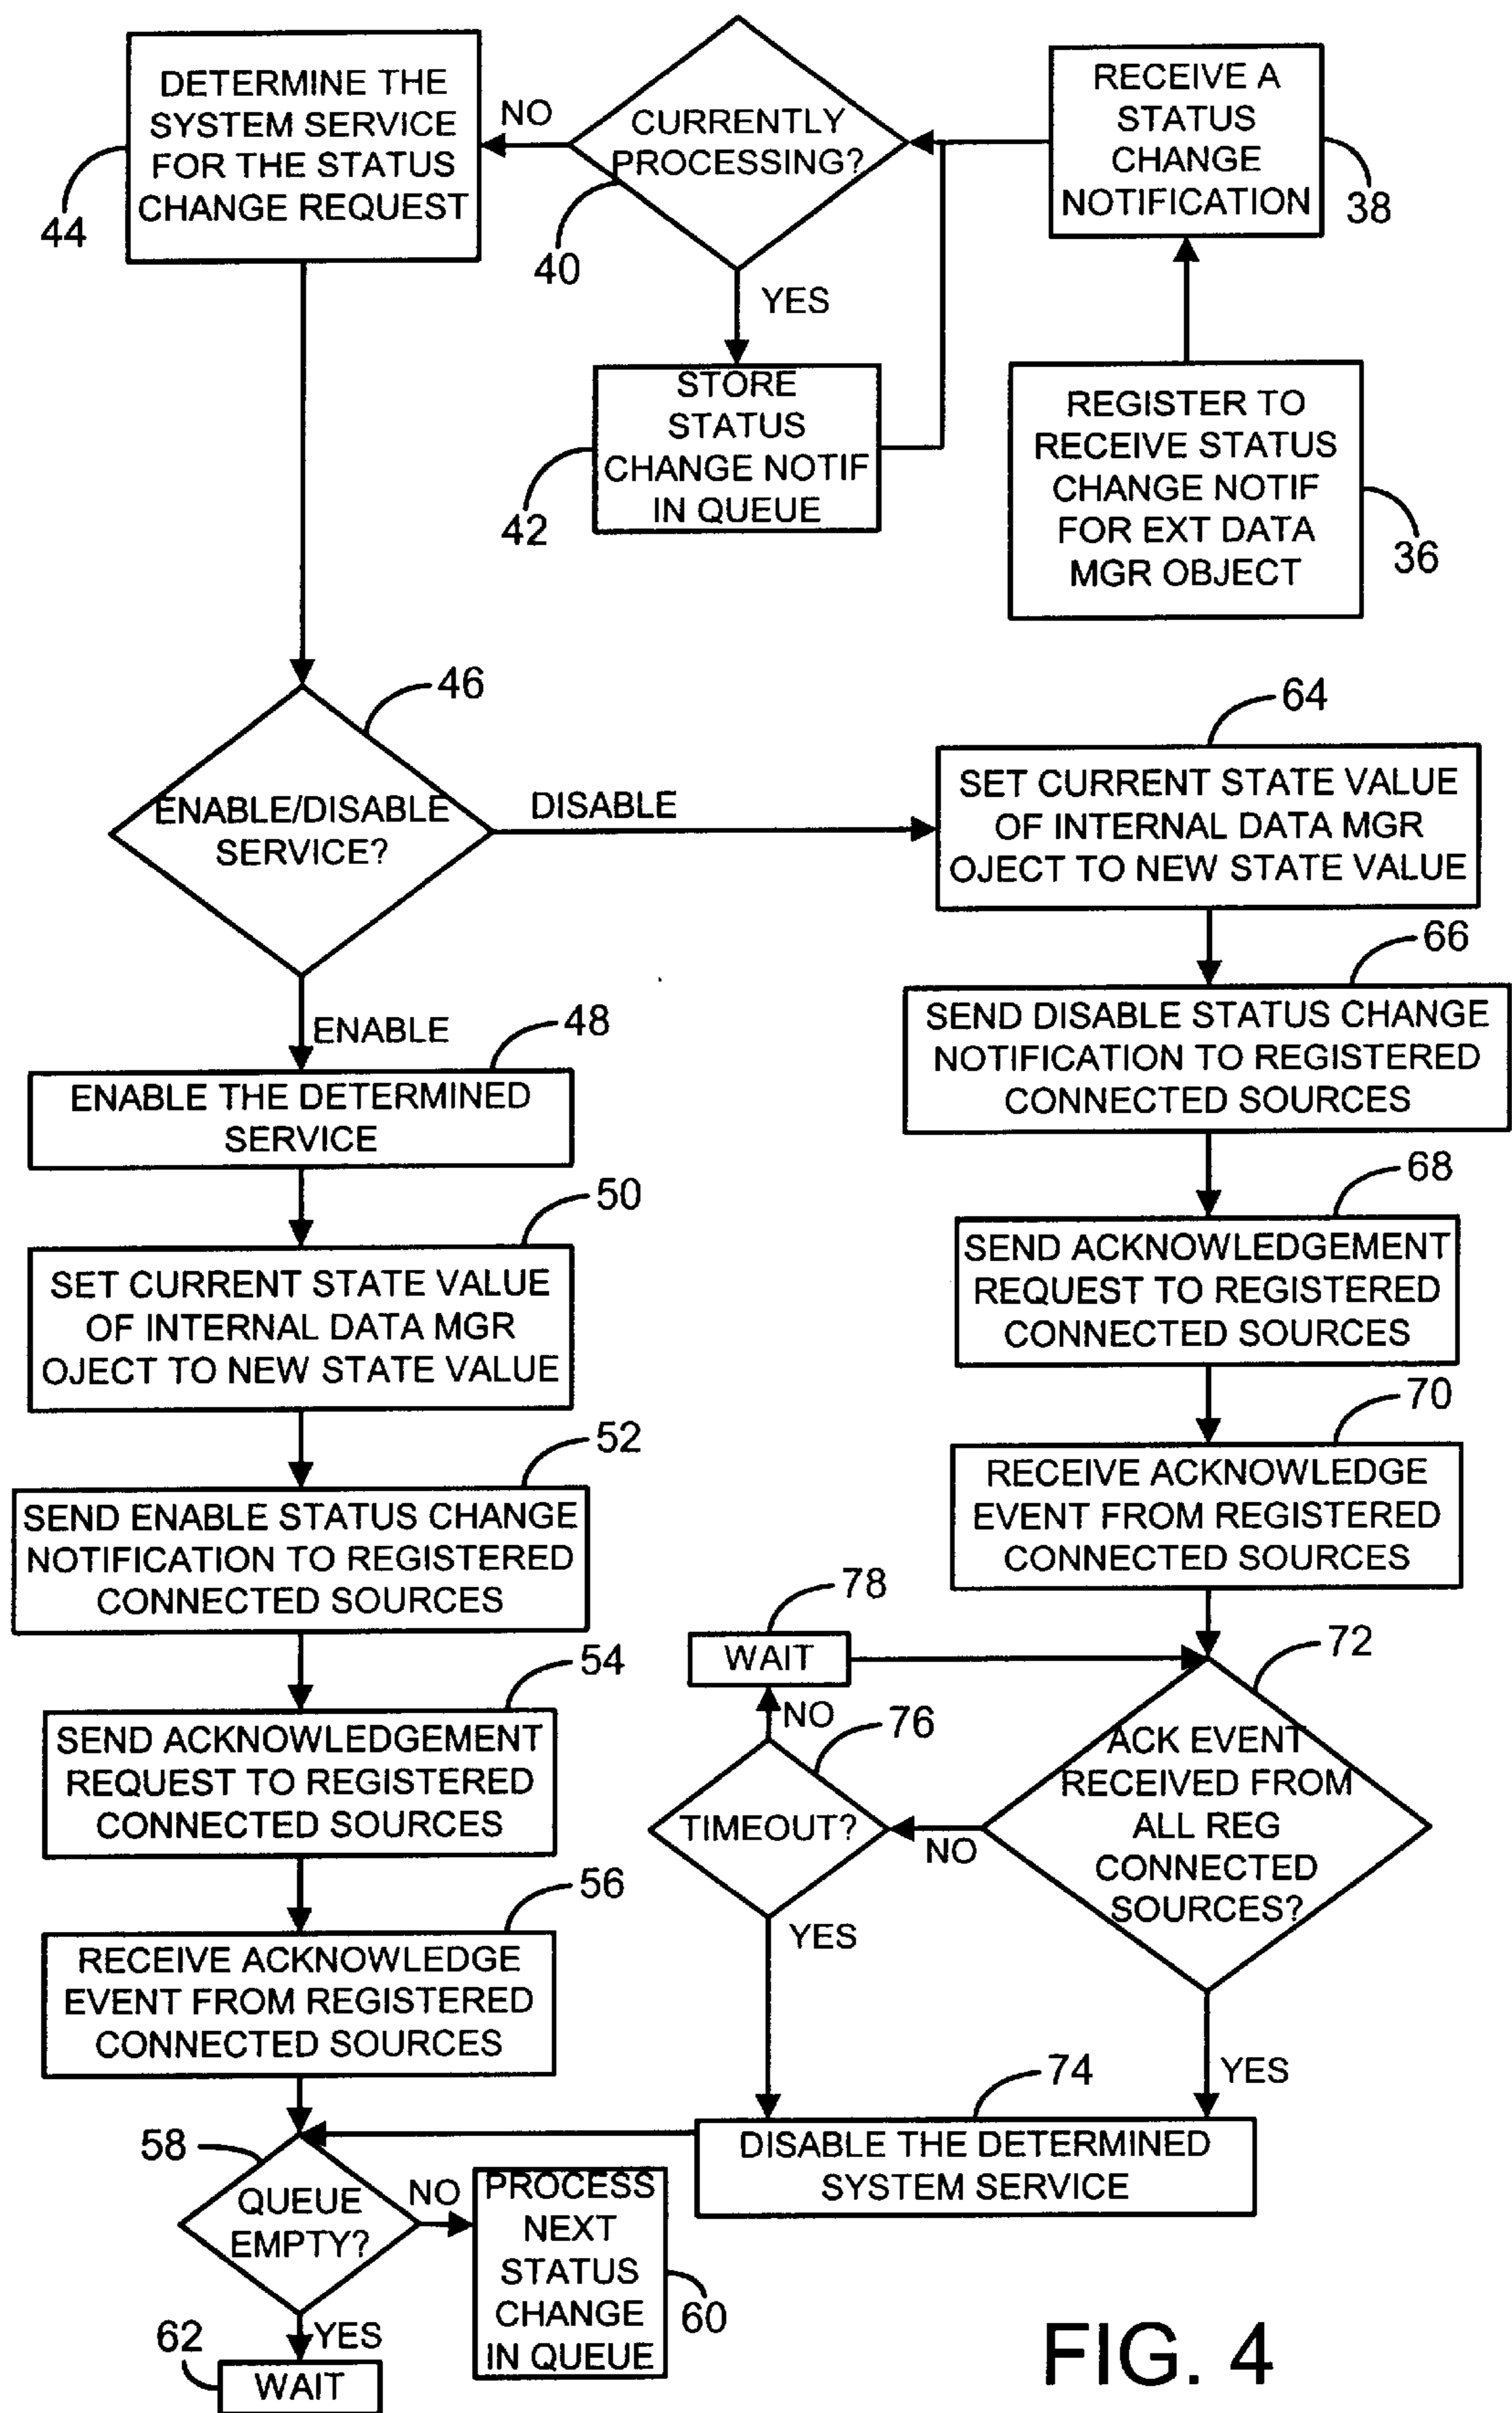 DETERMINE THE
SYSTEM SERVICE
FOR THE STATUS
CHANGE REQUEST
44
NO
CURRENTLY
PROCESSING?
40
RECEIVE A
STATUS
CHANGE
NOTIFICATION
38
YES
STORE
STATUS
CHANGE NOTIF
IN QUEUE
42
REGISTER TO
RECEIVE STATUS
CHANGE NOTIF
FOR EXT DATA
MGR OBJECT
36
46
ENABLE/DISABLE
SERVICE?
DISABLE
64
SET CURRENT STATE VALUE
OF INTERNAL DATA MGR
OJECT TO NEW STATE VALUE
66
SEND DISABLE STATUS CHANGE
NOTIFICATION TO REGISTERED
CONNECTED SOURCES
68
SEND ACKNOWLEDGEMENT
REQUEST TO REGISTERED
CONNECTED SOURCES
70
RECEIVE ACKNOWLEDGE
EVENT FROM REGISTERED
CONNECTED SOURCES
ENABLE
48
ENABLE THE DETERMINED
SERVICE
50
SET CURRENT STATE VALUE
OF INTERNAL DATA MGR
OJECT TO NEW STATE VALUE
52
SEND ENABLE STATUS CHANGE
NOTIFICATION TO REGISTERED
CONNECTED SOURCES
54
SEND ACKNOWLEDGEMENT
REQUEST TO REGISTERED
CONNECTED SOURCES
56
RECEIVE ACKNOWLEDGE
EVENT FROM REGISTERED
CONNECTED SOURCES
78
WAIT
NO
76
TIMEOUT?
NO
72
ACK EVENT
RECEIVED FROM
ALL REG
CONNECTED
SOURCES?
YES
YES
74
DISABLE THE DETERMINED
SYSTEM SERVICE
58
QUEUE
EMPTY?
NO
PROCESS
NEXT
STATUS
CHANGE
IN QUEUE
60
YES
62
WAIT
FIG. 4